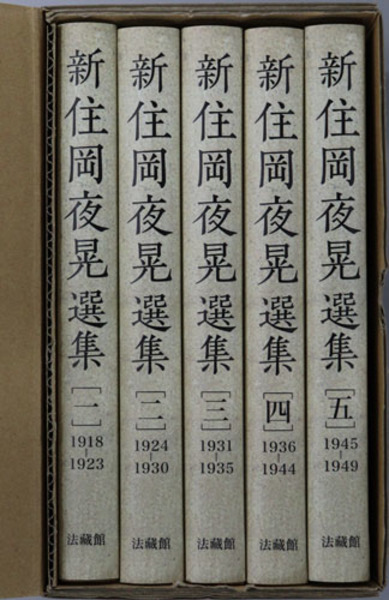 新住岡夜晃選集[一]
1918-1923
法藏館
新住岡夜晃選集[二]
1924-1930
法藏館
新住岡夜晃選集[三]
1931-1935
法藏館
新住岡夜晃選集[四]
1936-1944
法藏館
新住岡夜晃選集[五]
1945-1949
法藏館